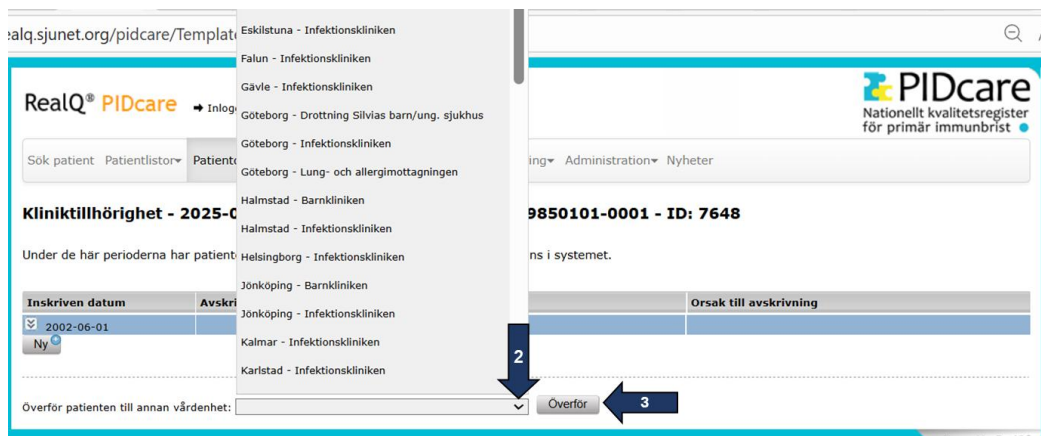 ealq.sjunet.org/pidcare/Templat
Eskilstuna - Infektionskliniken
Falun - Infektionskliniken
Gävle - Infektionskliniken
Göteborg - Drottning Silvias barn/ung. sjukhus
Göteborg - Infektionskliniken
Göteborg - Lung- och allergimottagningen
Halmstad - Barnkliniken
Halmstad - Infektionskliniken
Helsingborg - Infektionskliniken
Jönköping - Barnkliniken
Jönköping - Infektionskliniken
Kalmar - Infektionskliniken
Karlstad - Infektionskliniken
RealQ® PIDcare ➜ Inlogg
PIDcare
Nationellt kvalitetsregister
för primär immunbrist
Sök patient Patientlistor Patiento ing Administration Nyheter
Kliniktillhörighet - 2025-0 9850101-0001 - ID: 7648
Under de här perioderna har patient ns i systemet.
Inskriven datum Avskri Orsak till avskrivning
2002-06-01
Ny
2
Överför patienten till annan vårdenhet: Överför 3